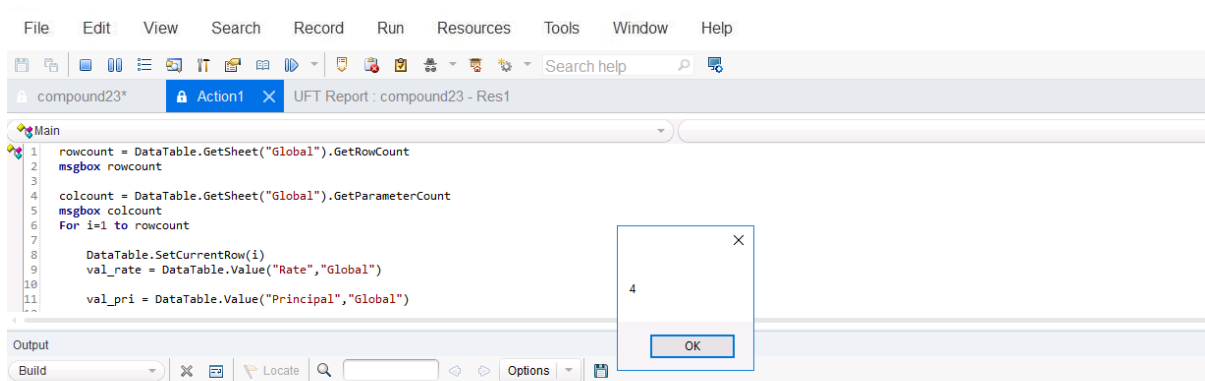 File Edit View Search Record Run Resources Tools Window Help
Search help
compound23* Action1 UFT Report : compound23 - Res1
Main
1 rowcount = DataTable.GetSheet("Global").GetRowCount
2 msgbox rowcount
3
4 colcount = DataTable.GetSheet("Global").GetParameterCount
5 msgbox colcount
6 For i=1 to rowcount
7
8 DataTable.SetCurrentRow(i)
9 val_rate = DataTable.Value("Rate","Global")
10
11 val_pri = DataTable.Value("Principal","Global")
4
OK
Output
Build Locate Options